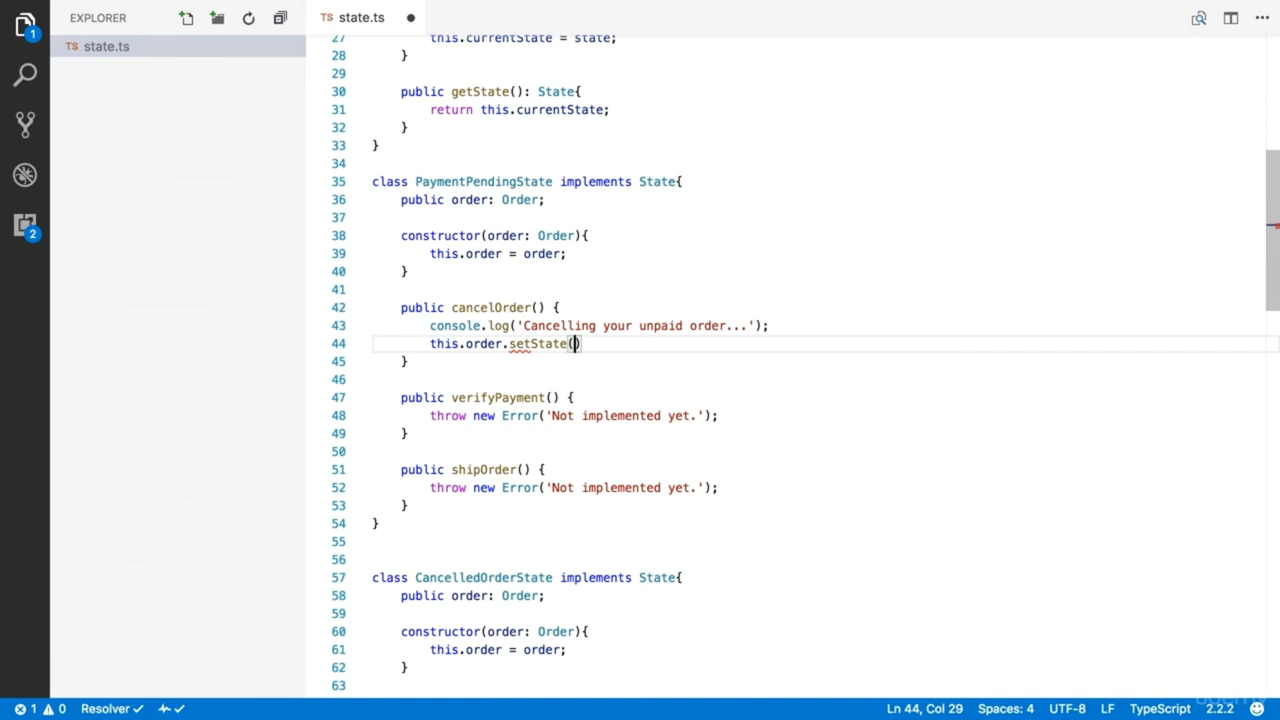 EXPLORER
TS state.ts
1
TS state.ts
2
27 this.currentState = state;
28 }
29
30 public getState(): State{
31 return this.currentState;
32 }
33 }
34
35 class PaymentPendingState implements State{
36 public order: Order;
37
38 constructor(order: Order){
39 this.order = order;
40 }
41
42 public cancelOrder() {
43 console.log('Cancelling your unpaid order...');
44 this.order.setState()
45 }
46
47 public verifyPayment() {
48 throw new Error('Not implemented yet.');
49 }
50
51 public shipOrder() {
52 throw new Error('Not implemented yet.');
53 }
54 }
55
56
57 class CancelledOrderState implements State{
58 public order: Order;
59
60 constructor(order: Order){
61 this.order = order;
62 }
63
1 0 Resolver Ln 44, Col 29 Spaces: 4 UTF-8 LF TypeScript 2.2.2